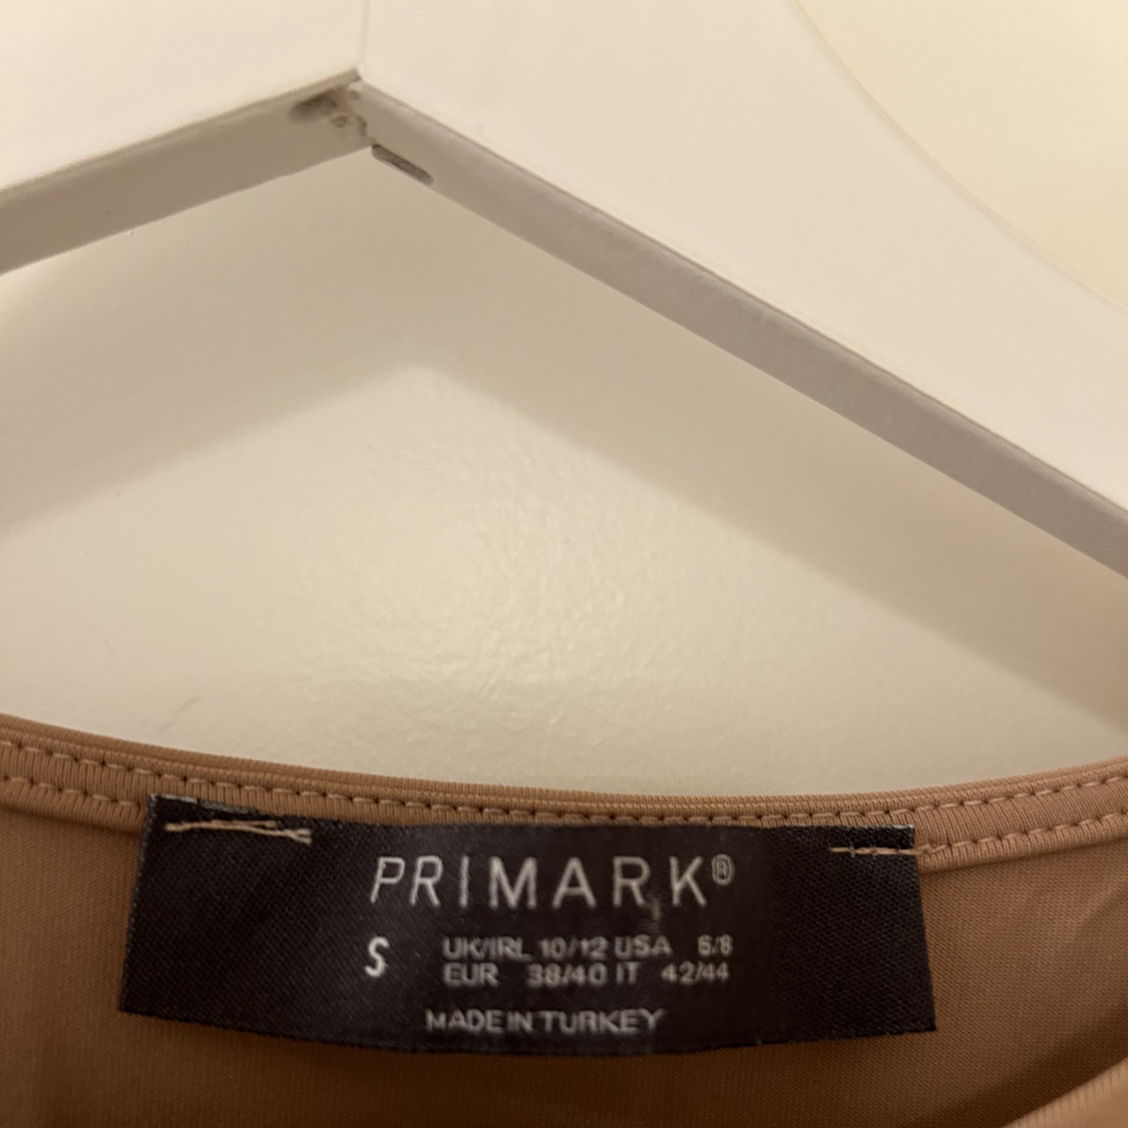 PRIMARK®
S UK/IRL 10/12 USA 6/8
EUR 38/40 IT 42/44
MADE IN TURKEY